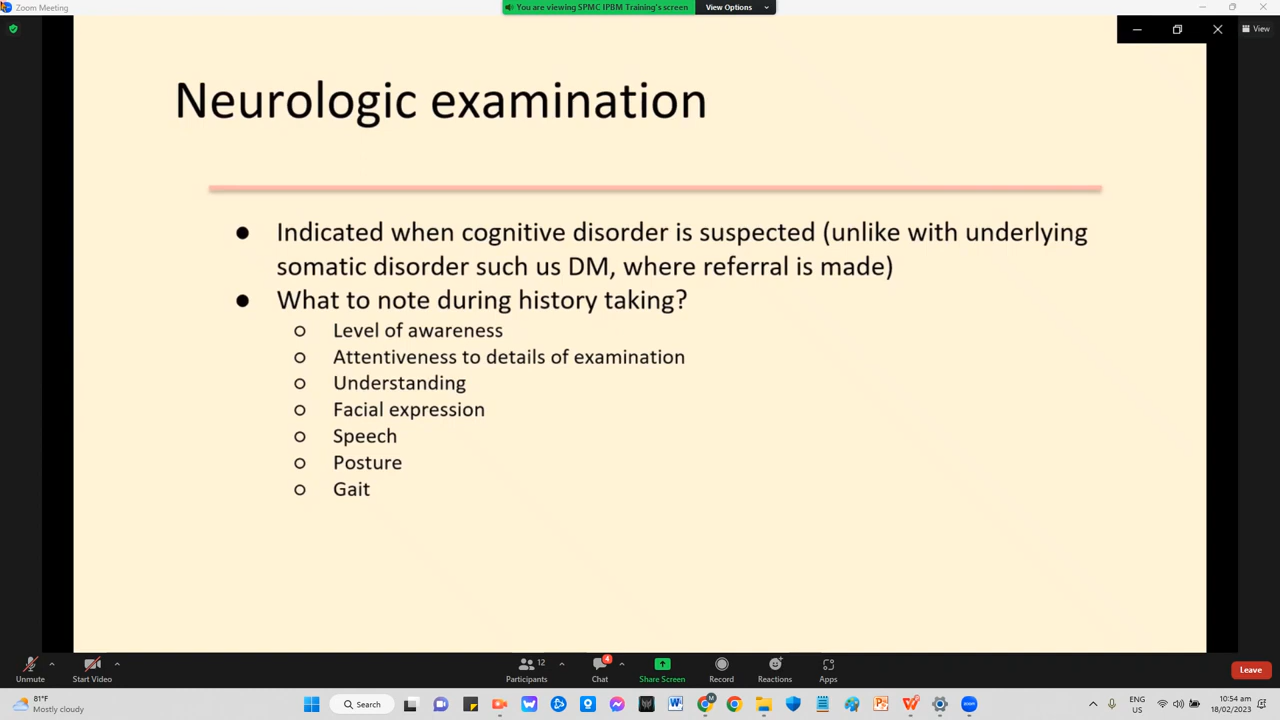 Zoom Meeting
You are viewing SPMC IPBM Training's screen
View Options
View
Neurologic examination
● Indicated when cognitive disorder is suspected (unlike with underlying
somatic disorder such us DM, where referral is made)
● What to note during history taking?
o Level of awareness
o Attentiveness to details of examination
o Understanding
o Facial expression
o Speech
o Posture
o Gait
Unmute
Start Video
12
Participants
4
Chat
Share Screen
Record
Reactions
Apps
Leave
81°F
Mostly cloudy
Search
ENG
US
10:54 am
18/02/2023